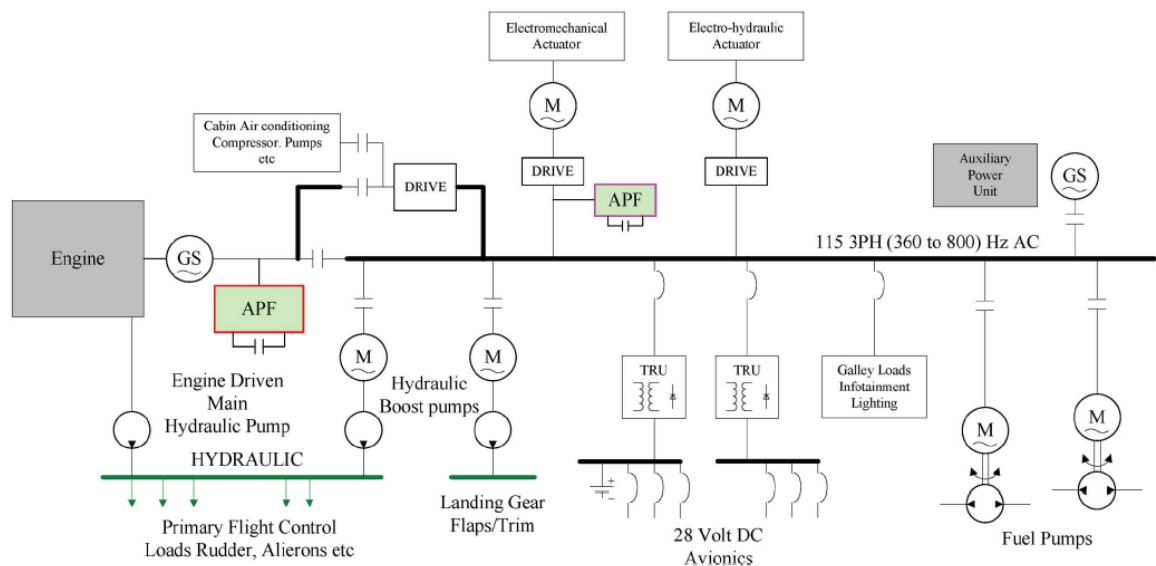 Electromechanical
Actuator
Electro-hydraulic
Actuator
M
M
Cabin Air conditioning
Compressor. Pumps
etc
DRIVE
DRIVE
DRIVE
APF
Auxiliary
Power
Unit
GS
115 3PH (360 to 800) Hz AC
Engine
GS
APF
M
M
Engine Driven
Main
Hydraulic Pump
Hydraulic
Boost pumps
TRU
TRU
Galley Loads
Infotainment
Lighting
M
M
HYDRAULIC
+
−
Primary Flight Control
Loads Rudder, Alierons etc
Landing Gear
Flaps/Trim
28 Volt DC
Avionics
Fuel Pumps